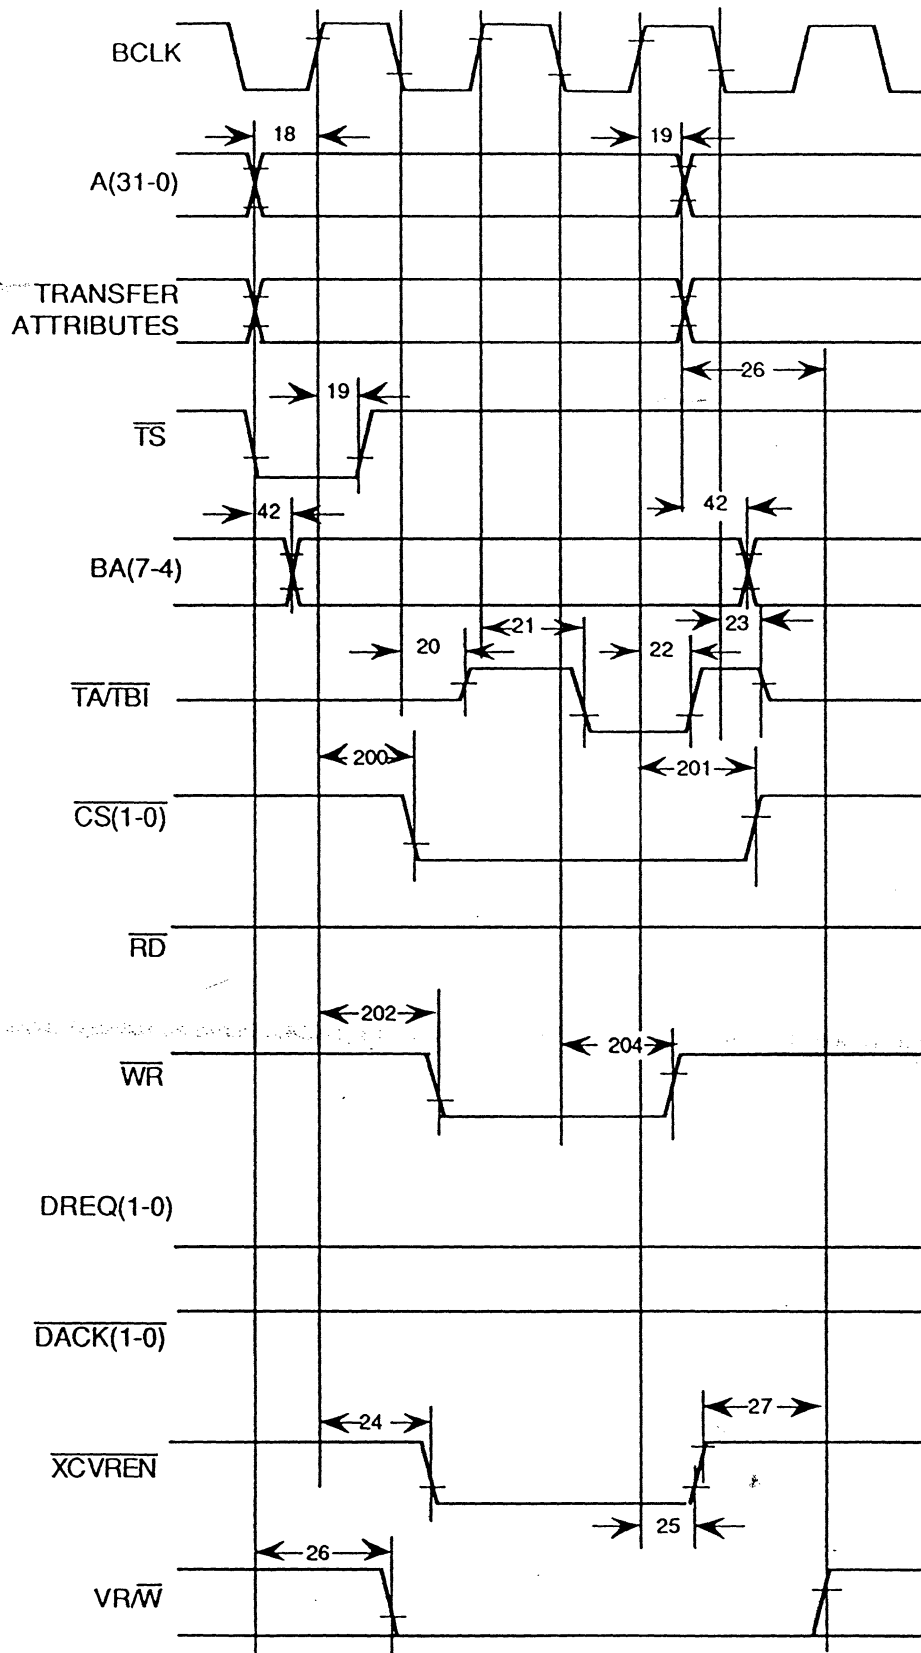 BCLK
18
19
A(31-0)
TRANSFER
ATTRIBUTES
26
19
TS
42
42
BA(7-4)
20
21
22
23
TA/TBI
200
201
CS(1-0)
RD
202
204
WR
DREQ(1-0)
DACK(1-0)
24
27
XCVREN
25
26
VR/W